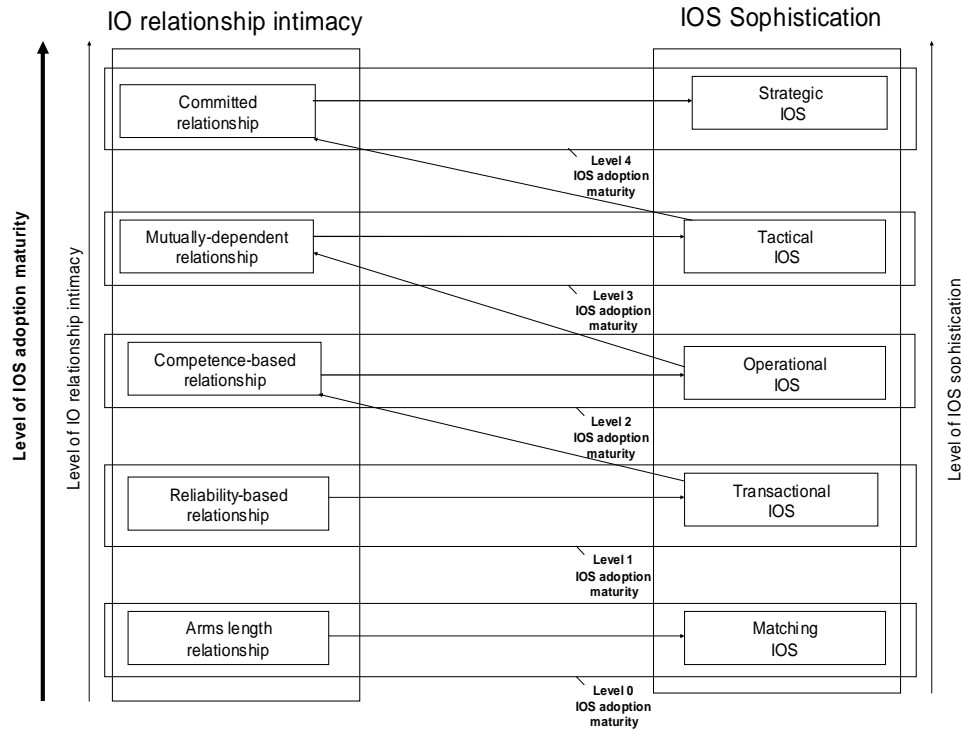 IO relationship intimacy
IOS Sophistication
Committed
relationship
Strategic
IOS
Level 4
IOS adoption
maturity
Mutually-dependent
relationship
Tactical
IOS
Level 3
IOS adoption
maturity
Competence-based
relationship
Operational
IOS
Level 2
IOS adoption
maturity
Reliability-based
relationship
Transactional
IOS
Level 1
IOS adoption
maturity
Arms length
relationship
Matching
IOS
Level 0
IOS adoption
maturity
Level of IOS adoption maturity
Level of IO relationship intimacy
Level of IOS sophistication